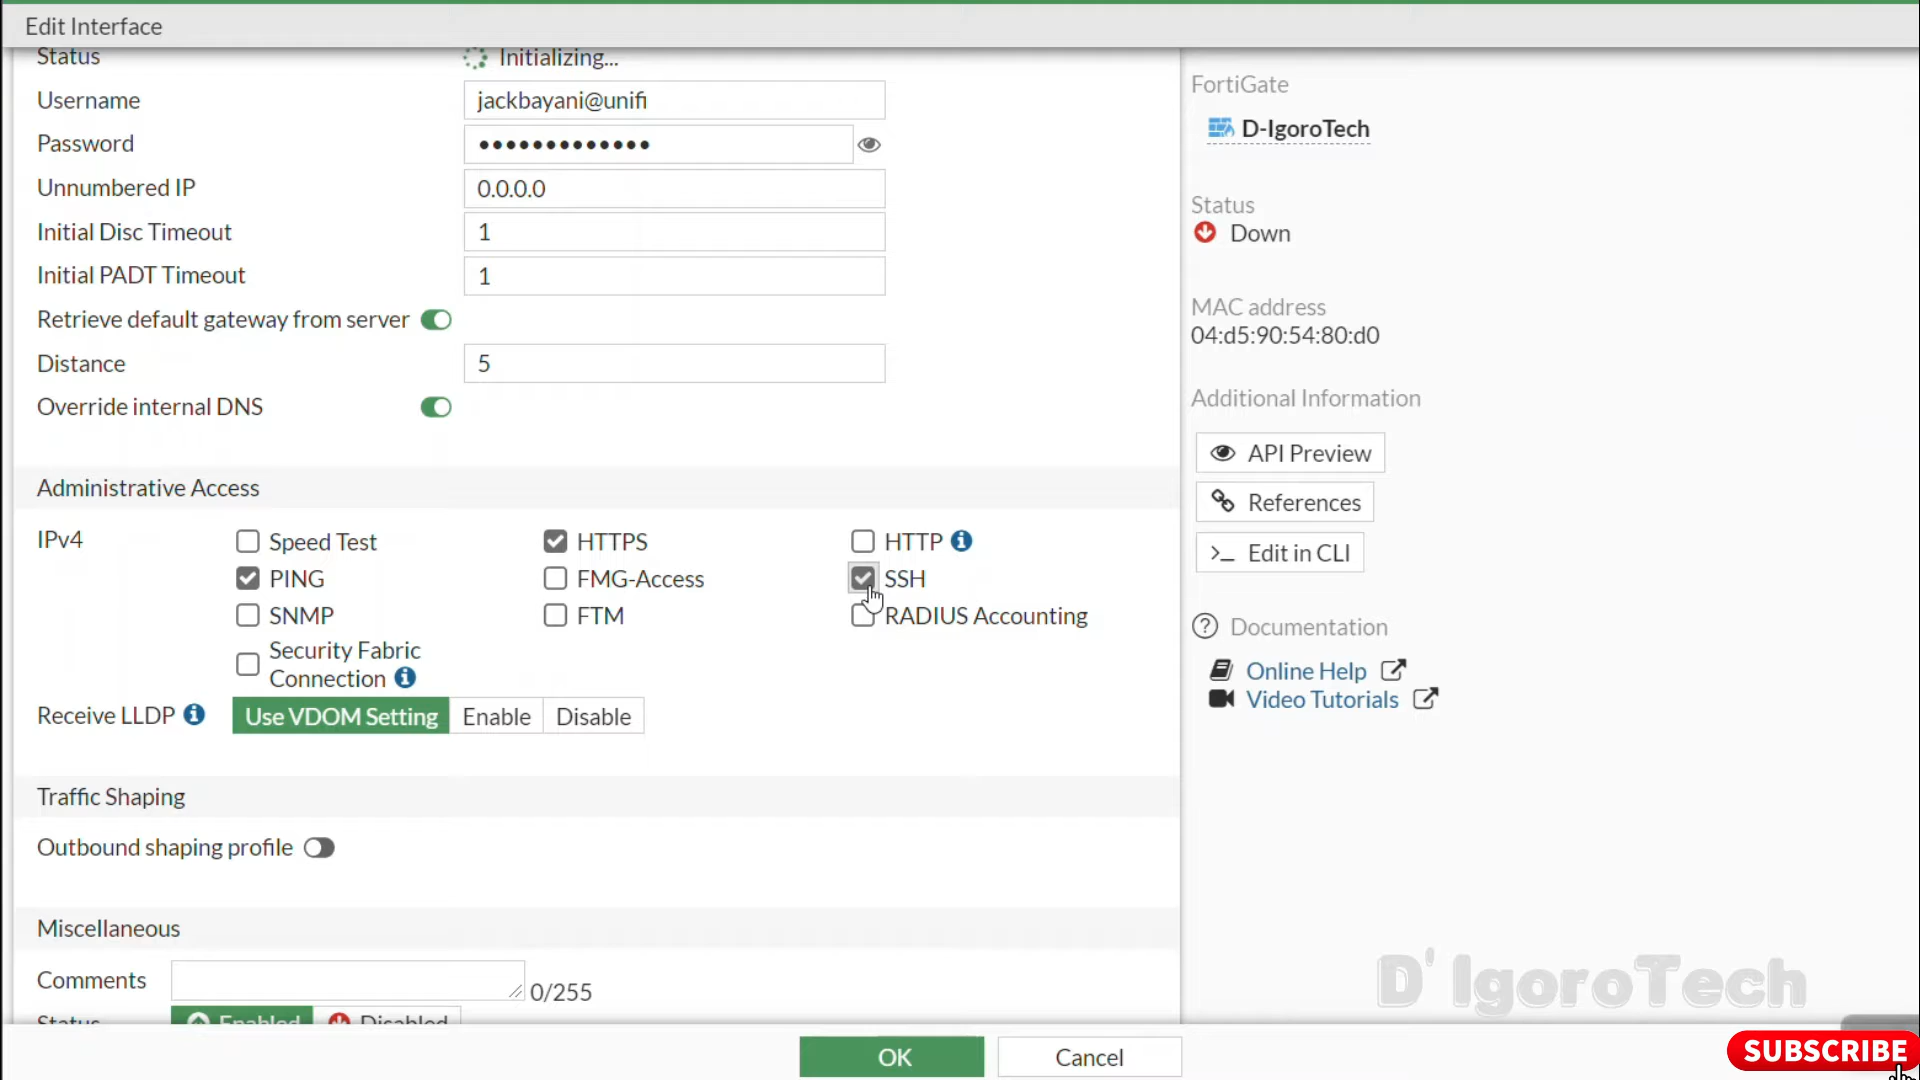 Edit Interface
Status Initializing...
Username jackbayani@unifi
Password •••••••••••••
Unnumbered IP 0.0.0.0
Initial Disc Timeout 1
Initial PADT Timeout 1
Retrieve default gateway from server
Distance 5
Override internal DNS
Administrative Access
IPv4 Speed Test HTTPS HTTP
PING FMG-Access SSH
SNMP FTM RADIUS Accounting
Security Fabric
Connection
Receive LLDP Use VDOM Setting Enable Disable
Traffic Shaping
Outbound shaping profile
Miscellaneous
Comments 0/255
Status Enabled Disabled
OK Cancel
FortiGate
D-IgoroTech
Status
Down
MAC address
04:d5:90:54:80:d0
Additional Information
API Preview
References
>_ Edit in CLI
Documentation
Online Help
Video Tutorials
D'IgoroTech
SUBSCRIBE